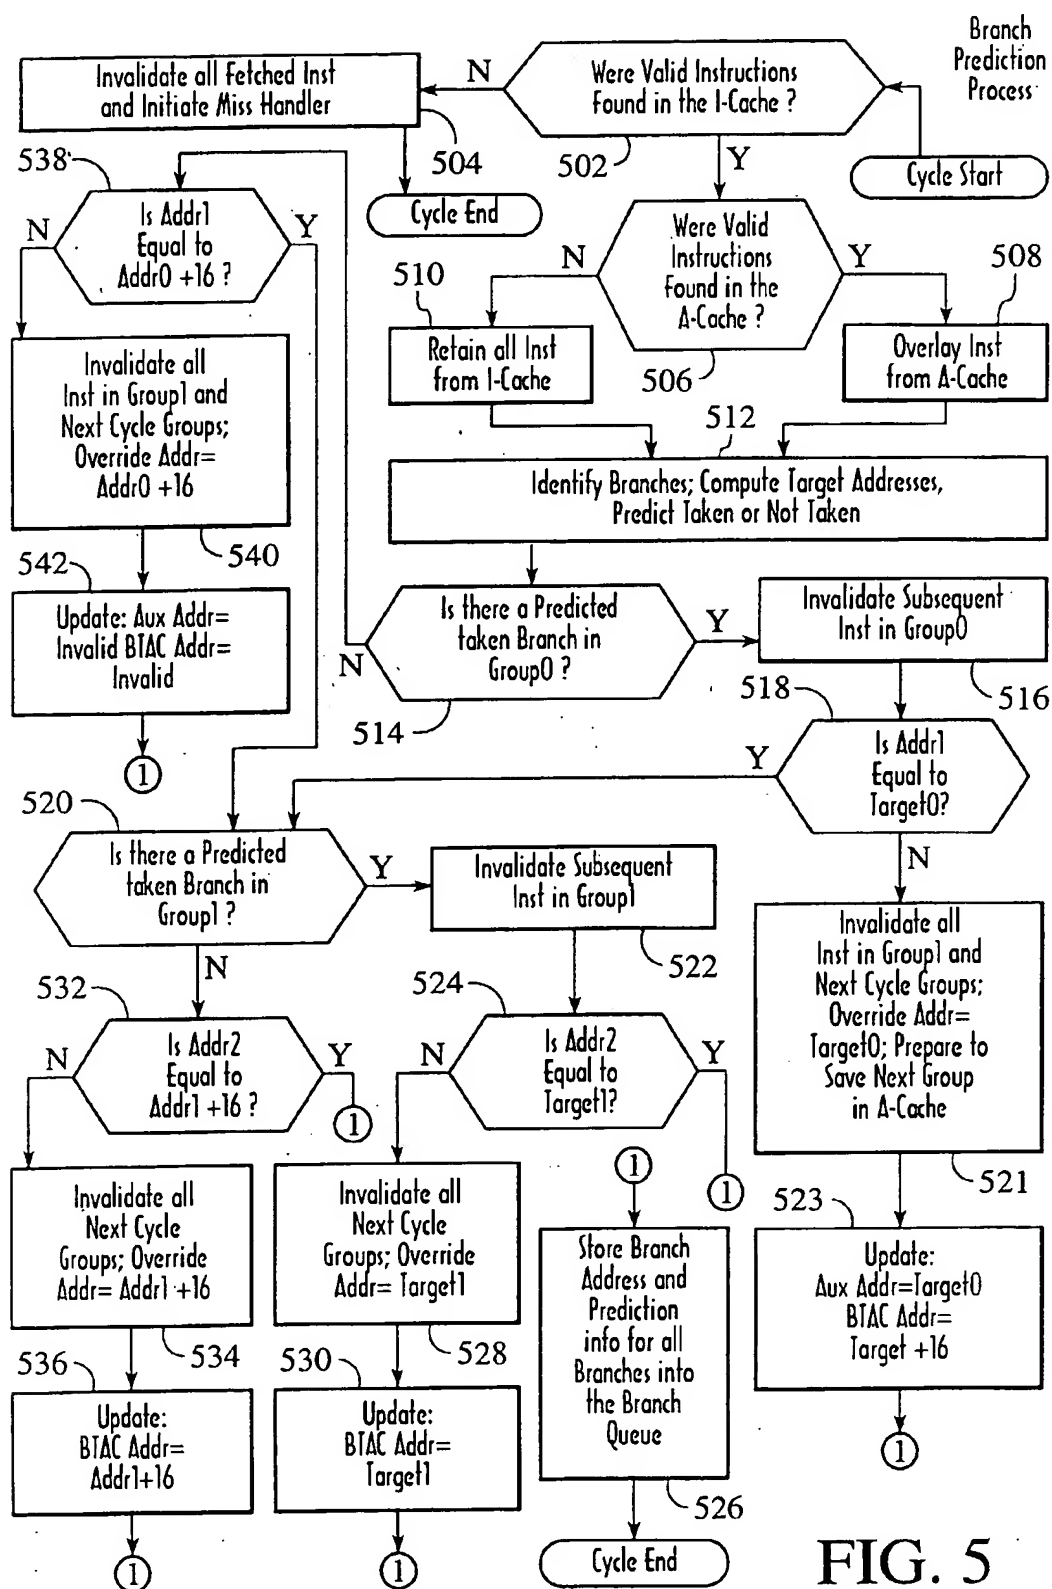 Branch
Prediction
Process
Cycle Start
Were Valid Instructions
Found in the I-Cache ?
502
N
Y
Invalidate all Fetched Inst
and Initiate Miss Handler
504
Cycle End
Were Valid
Instructions
Found in the
A-Cache ?
506
N
Y
510
Retain all Inst
from I-Cache
508
Overlay Inst
from A-Cache
512
Identify Branches; Compute Target Addresses,
Predict Taken or Not Taken
Is there a Predicted
taken Branch in
Group0 ?
514
N
Y
538
Is Addr1
Equal to
Addr0 +16 ?
N
Y
Invalidate all
Inst in Group1 and
Next Cycle Groups;
Override Addr=
Addr0 +16
540
542
Update: Aux Addr=
Invalid BTAC Addr=
Invalid
1
Invalidate Subsequent
Inst in Group0
516
518
Is Addr1
Equal to
Target0?
Y
N
Invalidate all
Inst in Group1 and
Next Cycle Groups;
Override Addr=
Target0; Prepare to
Save Next Group
in A-Cache
521
523
Update:
Aux Addr=Target0
BTAC Addr=
Target +16
1
520
Is there a Predicted
taken Branch in
Group1 ?
Y
N
Invalidate Subsequent
Inst in Group1
522
524
Is Addr2
Equal to
Target1?
N
Y
1
Invalidate all
Next Cycle
Groups; Override
Addr= Target1
528
530
Update:
BTAC Addr=
Target1
1
532
Is Addr2
Equal to
Addr1 +16 ?
N
Y
1
Invalidate all
Next Cycle
Groups; Override
Addr= Addr1 +16
534
536
Update:
BTAC Addr=
Addr1+16
1
1
Store Branch
Address and
Prediction
info for all
Branches into
the Branch
Queue
526
Cycle End
FIG. 5